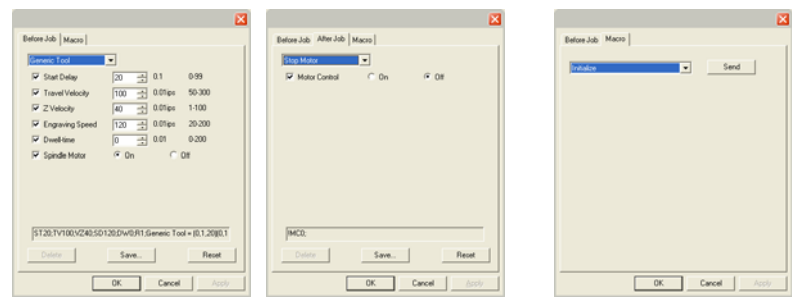 Before Job Macro
Generic Tool
Start Delay 20 0.1 0-99
Travel Velocity 100 0.01ips 50-300
Z Velocity 40 0.01ips 1-100
Engraving Speed 120 0.01ips 20-200
Dwell-time 0 0.01 0-200
Spindle Motor On Off
ST20;TV100;VZ40;SD120;DW0;R1;Generic Tool = [0,1,20][0,1
Delete Save... Reset
OK Cancel Apply
Before Job After Job Macro
Stop Motor
Motor Control On Off
!MC0;
Delete Save... Reset
OK Cancel Apply
Before Job Macro
Initialize Send
OK Cancel Apply